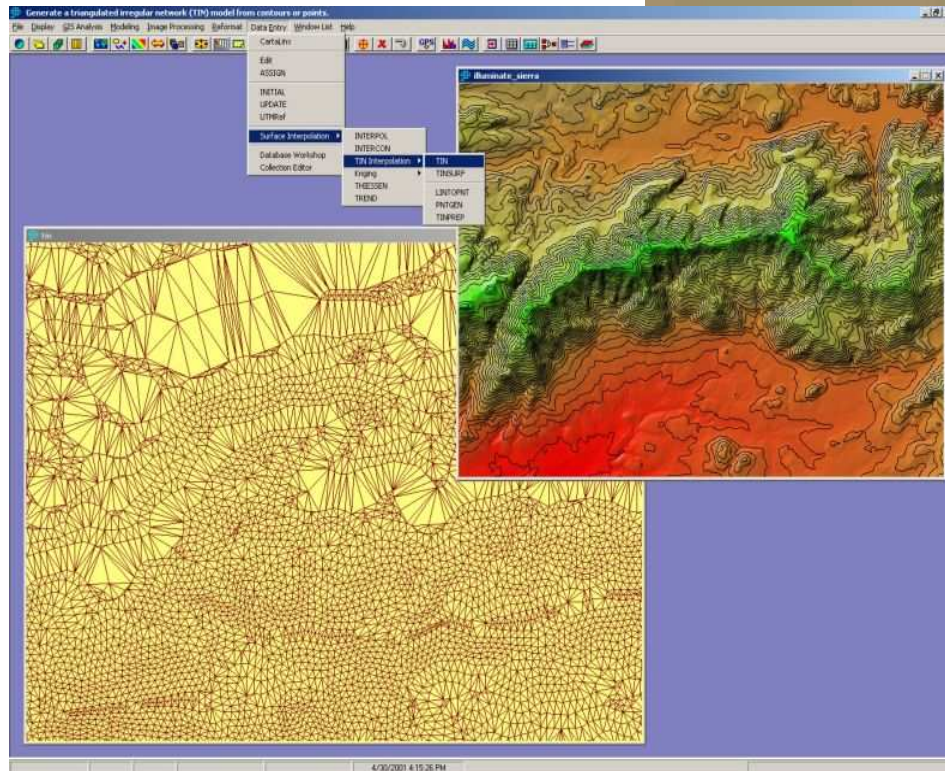 Generate a triangulated irregular network (TIN) model from contours or points.
File Display GIS Analysis Modeling Image Processing Reformat Data Entry Window List Help
GPS
CartaLinx
Edit
ASSIGN
INITIAL
UPDATE
UTMRef
Surface Interpolation
Database Workshop
Collection Editor
INTERPOL
INTERCON
TIN Interpolation
Kriging
THIESSEN
TREND
TIN
TINSURF
LINTOPNT
PNTGEN
TINPREP
illuminate_sierra
tin
4/30/2001 4:15:26 PM